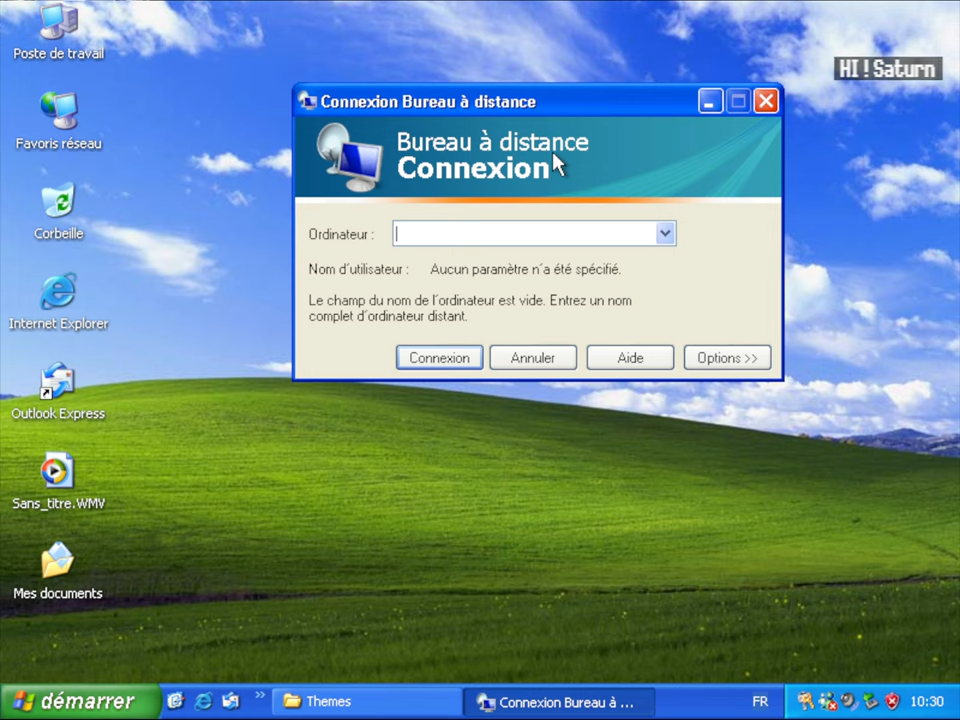 Poste de travail
HI ! Saturn
Connexion Bureau à distance
Bureau à distance
Connexion
Favoris réseau
Corbeille
Ordinateur :
Nom d'utilisateur : Aucun paramètre n'a été spécifié.
Le champ du nom de l'ordinateur est vide. Entrez un nom
complet d'ordinateur distant.
Internet Explorer
Connexion Annuler Aide Options >>
Outlook Express
Sans_titre.WMV
Mes documents
démarrer
Themes
Connexion Bureau à ...
FR
10:30